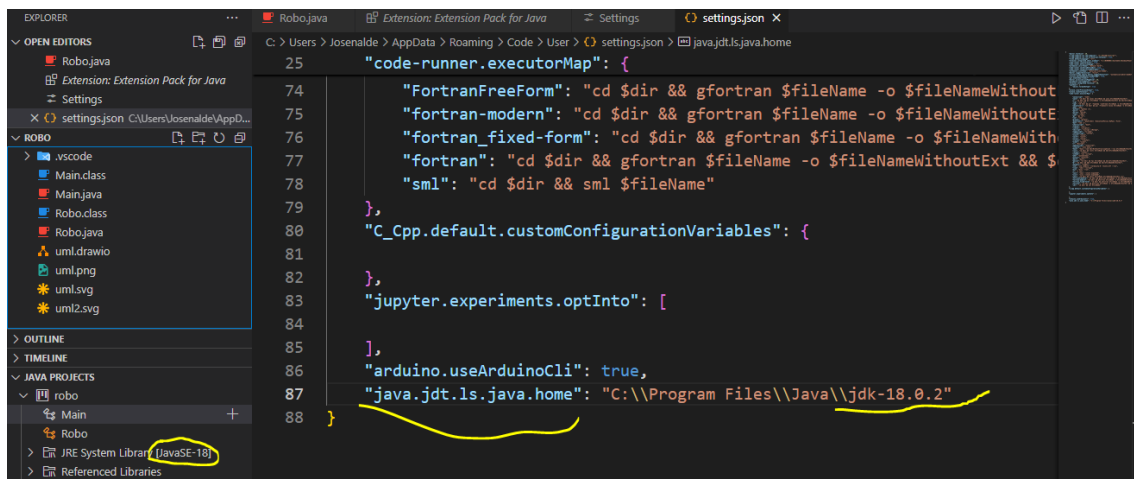 EXPLORER ···
OPEN EDITORS
Robo.java
Extension: Extension Pack for Java
Settings
settings.json C:\Users\Josenalde\AppD...
ROBO
.vscode
Main.class
Main.java
Robo.class
Robo.java
uml.drawio
uml.png
uml.svg
uml2.svg
OUTLINE
TIMELINE
JAVA PROJECTS
robo
Main
Robo
JRE System Library [JavaSE-18]
Referenced Libraries
Robo.java Extension: Extension Pack for Java Settings {} settings.json ···
C: > Users > Josenalde > AppData > Roaming > Code > User > {} settings.json > java.jdt.ls.java.home
25 "code-runner.executorMap": {
74 "FortranFreeForm": "cd $dir && gfortran $fileName -o $fileNameWithout
75 "fortran-modern": "cd $dir && gfortran $fileName -o $fileNameWithoutE
76 "fortran_fixed-form": "cd $dir && gfortran $fileName -o $fileNameWith
77 "fortran": "cd $dir && gfortran $fileName -o $fileNameWithoutExt && $
78 "sml": "cd $dir && sml $fileName"
79 },
80 "C_Cpp.default.customConfigurationVariables": {
81
82 },
83 "jupyter.experiments.optInto": [
84
85 ],
86 "arduino.useArduinoCli": true,
87 "java.jdt.ls.java.home": "C:\\Program Files\\Java\\jdk-18.0.2"
88 }